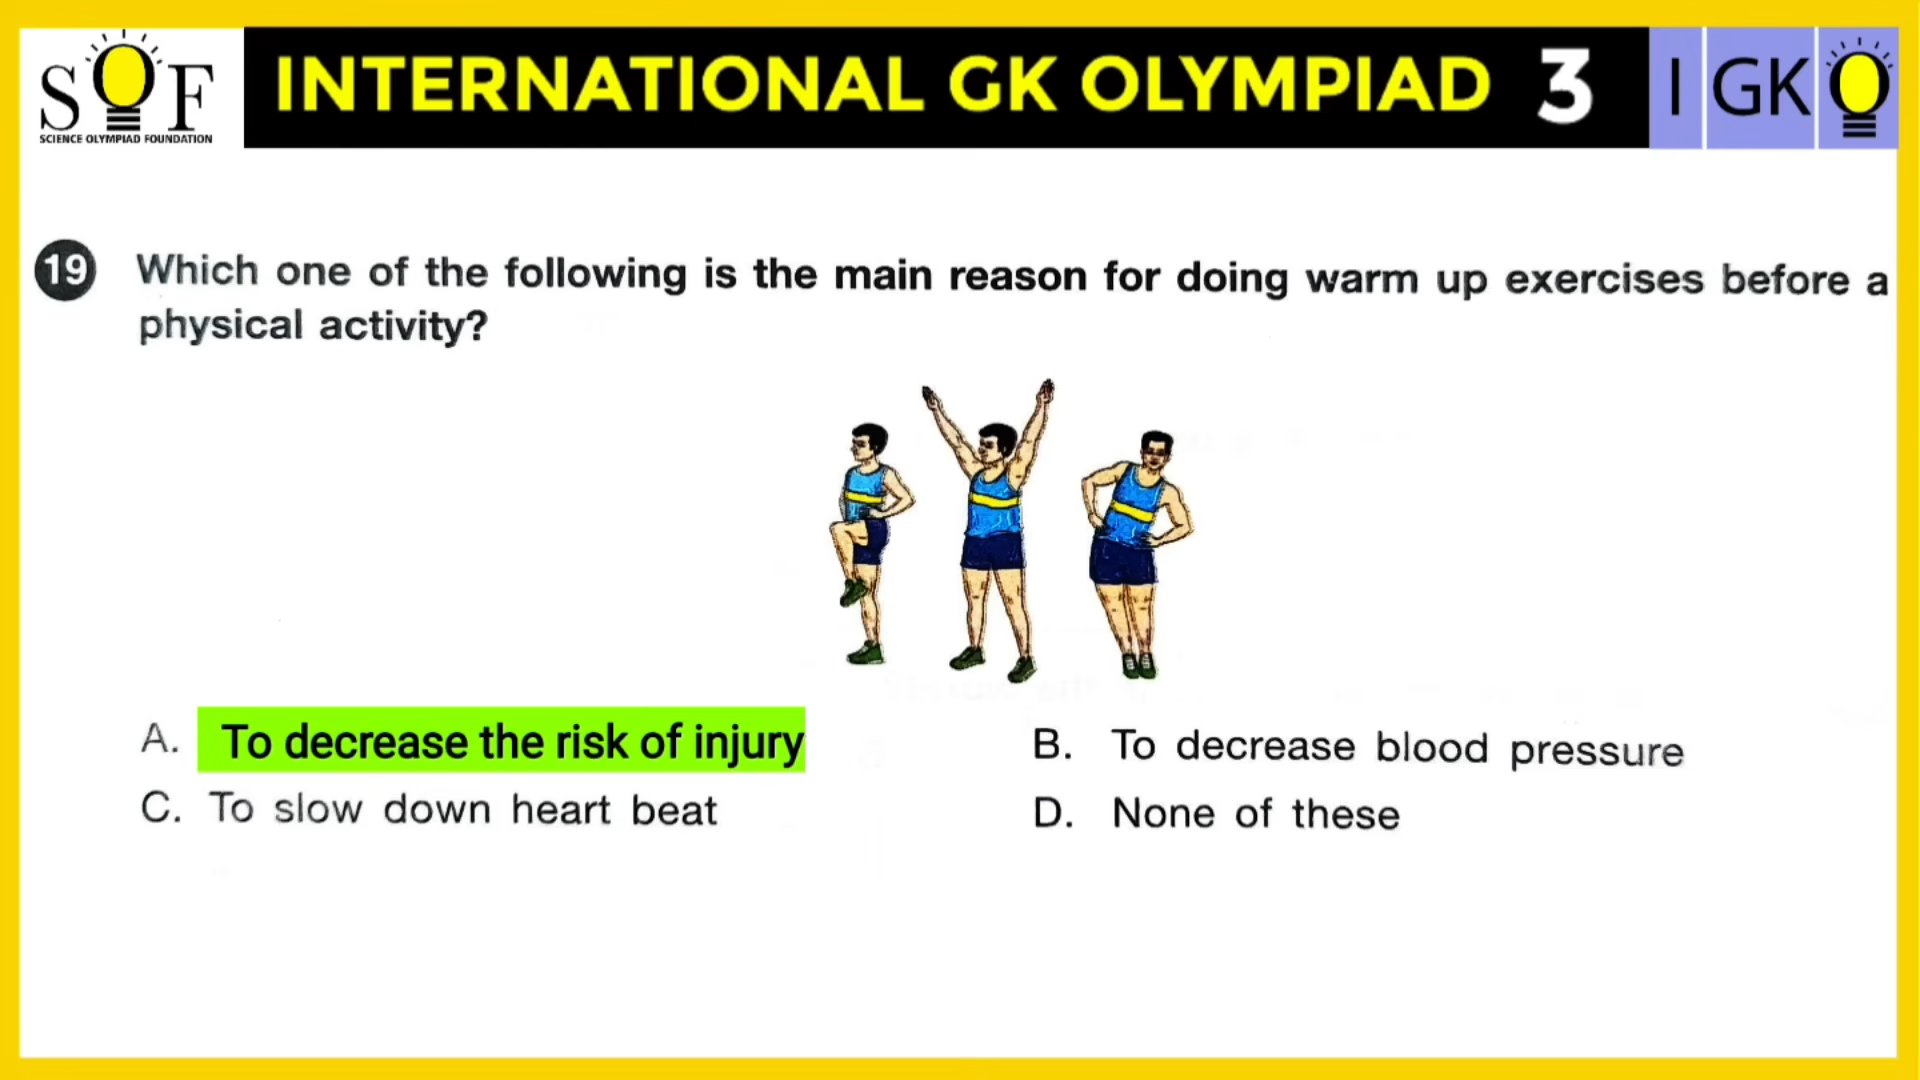 SOF
SCIENCE OLYMPIAD FOUNDATION
INTERNATIONAL GK OLYMPIAD 3
I GK
19 Which one of the following is the main reason for doing warm up exercises before a
physical activity?
A. To decrease the risk of injury
B. To decrease blood pressure
C. To slow down heart beat
D. None of these